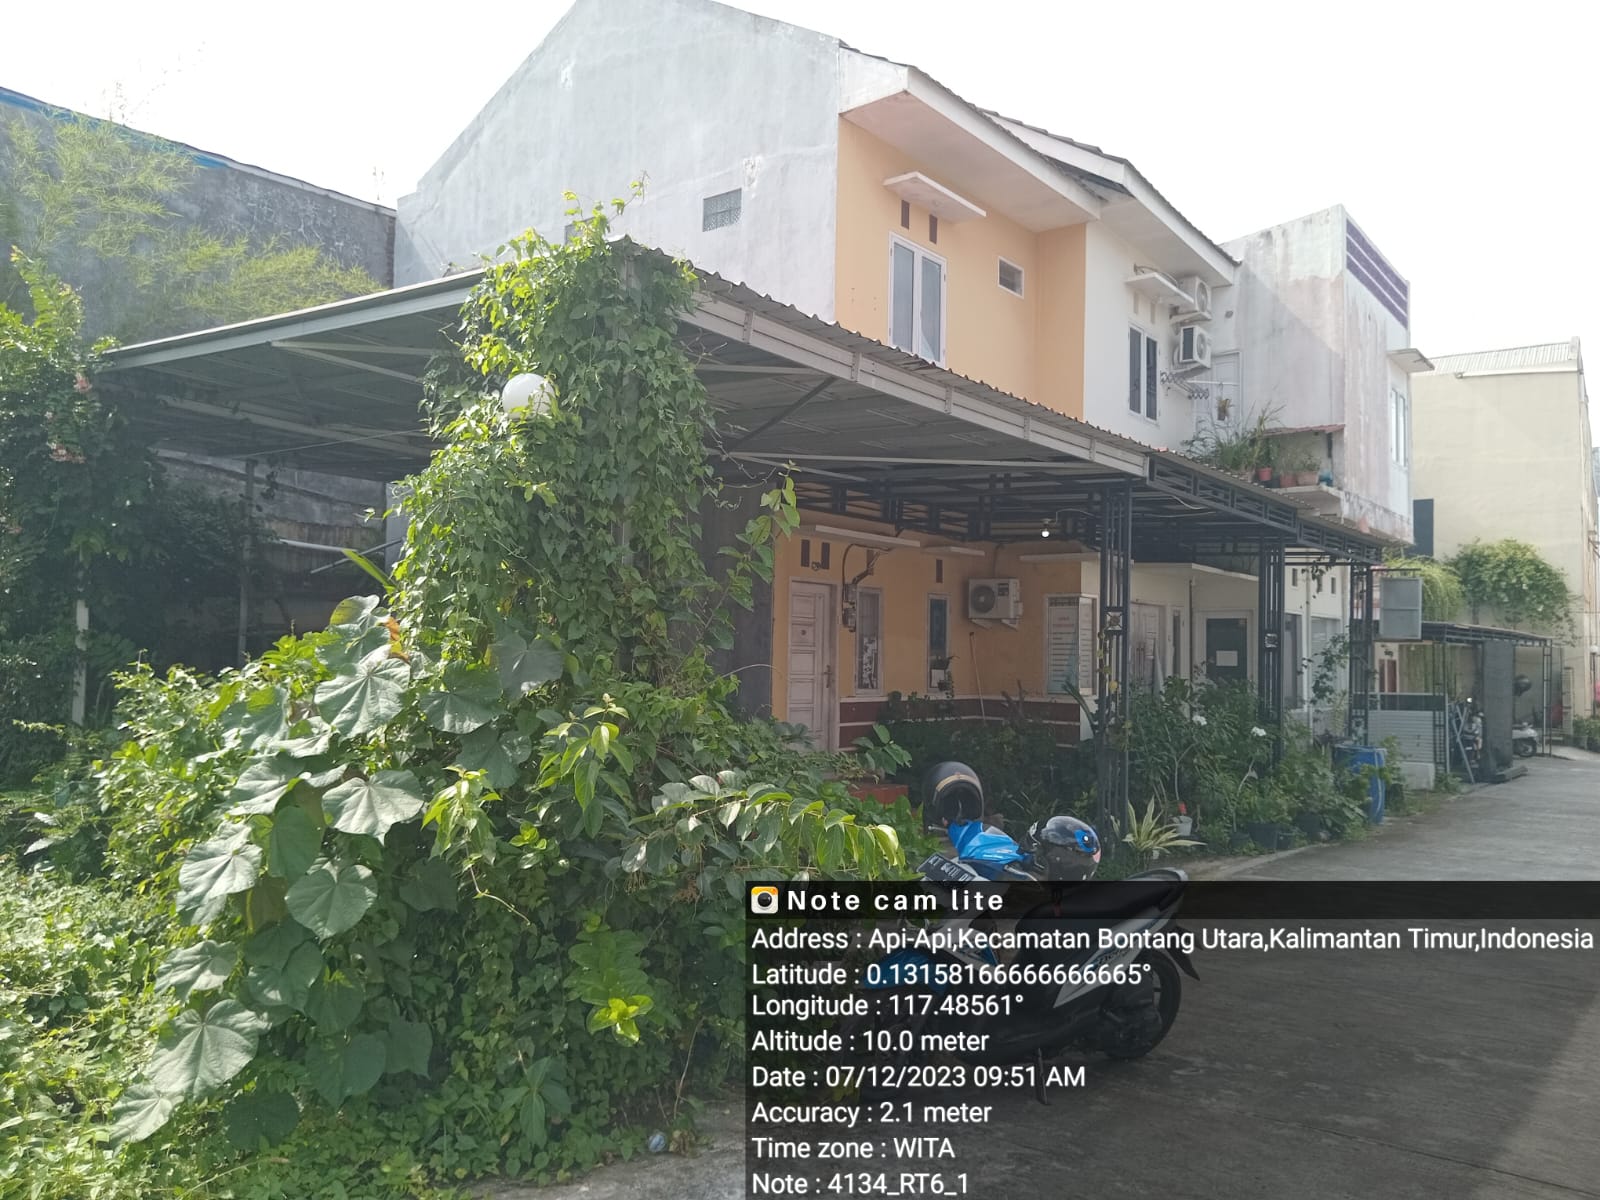 Note cam lite
Address : Api-Api,Kecamatan Bontang Utara,Kalimantan Timur,Indonesia
Latitude : 0.13158166666666665°
Longitude : 117.48561°
Altitude : 10.0 meter
Date : 07/12/2023 09:51 AM
Accuracy : 2.1 meter
Time zone : WITA
Note : 4134_RT6_1